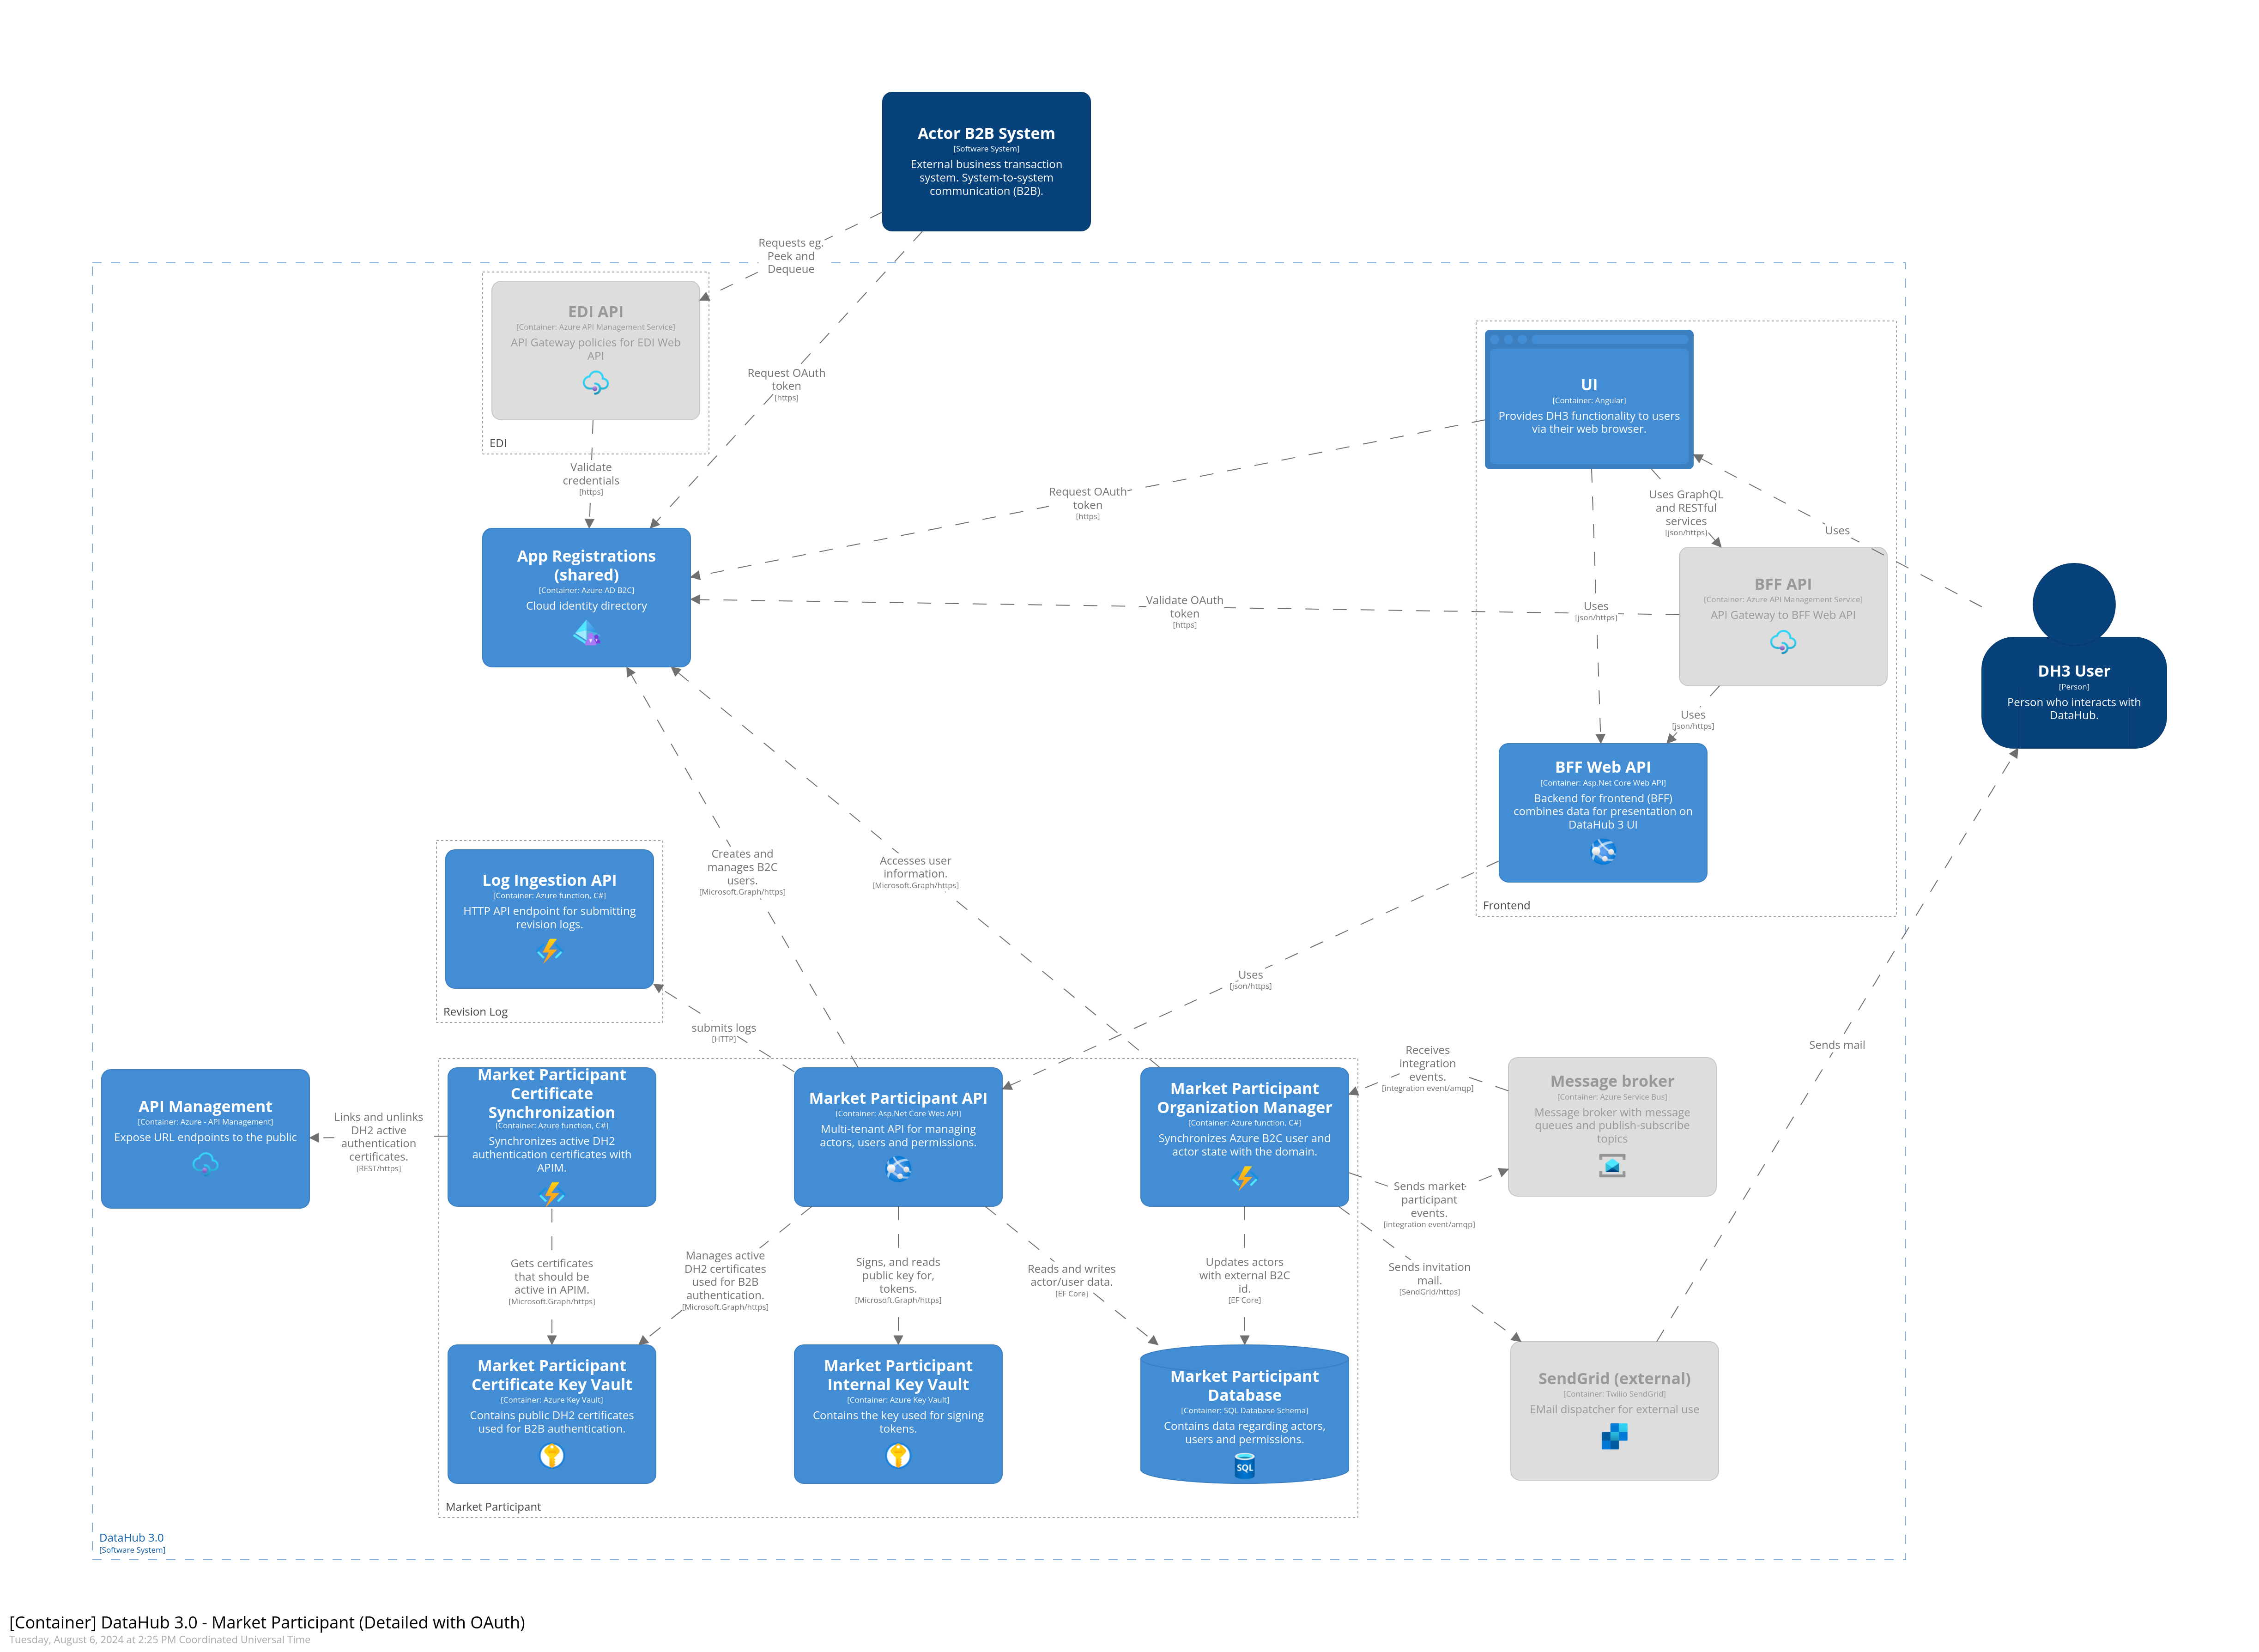 Actor B2B System
[Software System]
External business transaction
system. System-to-system
communication (B2B).
Requests eg.
Peek and
Dequeue
EDI API
[Container: Azure API Management Service]
API Gateway policies for EDI Web
API
EDI
Request OAuth
token
[https]
Validate
credentials
[https]
UI
[Container: Angular]
Provides DH3 functionality to users
via their web browser.
Request OAuth
token
[https]
Uses GraphQL
and RESTful
services
[json/https]
Uses
App Registrations
(shared)
[Container: Azure AD B2C]
Cloud identity directory
Validate OAuth
token
[https]
Uses
[json/https]
BFF API
[Container: Azure API Management Service]
API Gateway to BFF Web API
DH3 User
[Person]
Person who interacts with
DataHub.
Uses
[json/https]
BFF Web API
[Container: Asp.Net Core Web API]
Backend for frontend (BFF)
combines data for presentation on
DataHub 3 UI
Frontend
Creates and
manages B2C
users.
[Microsoft.Graph/https]
Accesses user
information.
[Microsoft.Graph/https]
Log Ingestion API
[Container: Azure function, C#]
HTTP API endpoint for submitting
revision logs.
Revision Log
Uses
[json/https]
submits logs
[HTTP]
Sends mail
API Management
[Container: Azure - API Management]
Expose URL endpoints to the public
Links and unlinks
DH2 active
authentication
certificates.
[REST/https]
Market Participant
Certificate
Synchronization
[Container: Azure function, C#]
Synchronizes active DH2
authentication certificates with
APIM.
Market Participant API
[Container: Asp.Net Core Web API]
Multi-tenant API for managing
actors, users and permissions.
Market Participant
Organization Manager
[Container: Azure function, C#]
Synchronizes Azure B2C user and
actor state with the domain.
Receives
integration
events.
[integration event/amqp]
Message broker
[Container: Azure Service Bus]
Message broker with message
queues and publish-subscribe
topics
Sends market
participant
events.
[integration event/amqp]
Gets certificates
that should be
active in APIM.
[Microsoft.Graph/https]
Manages active
DH2 certificates
used for B2B
authentication.
[Microsoft.Graph/https]
Signs, and reads
public key for,
tokens.
[Microsoft.Graph/https]
Reads and writes
actor/user data.
[EF Core]
Updates actors
with external B2C
id.
[EF Core]
Sends invitation
mail.
[SendGrid/https]
Market Participant
Certificate Key Vault
[Container: Azure Key Vault]
Contains public DH2 certificates
used for B2B authentication.
Market Participant
Internal Key Vault
[Container: Azure Key Vault]
Contains the key used for signing
tokens.
Market Participant
Database
[Container: SQL Database Schema]
Contains data regarding actors,
users and permissions.
SQL
SendGrid (external)
[Container: Twilio SendGrid]
EMail dispatcher for external use
Market Participant
DataHub 3.0
[Software System]
[Container] DataHub 3.0 - Market Participant (Detailed with OAuth)
Tuesday, August 6, 2024 at 2:25 PM Coordinated Universal Time